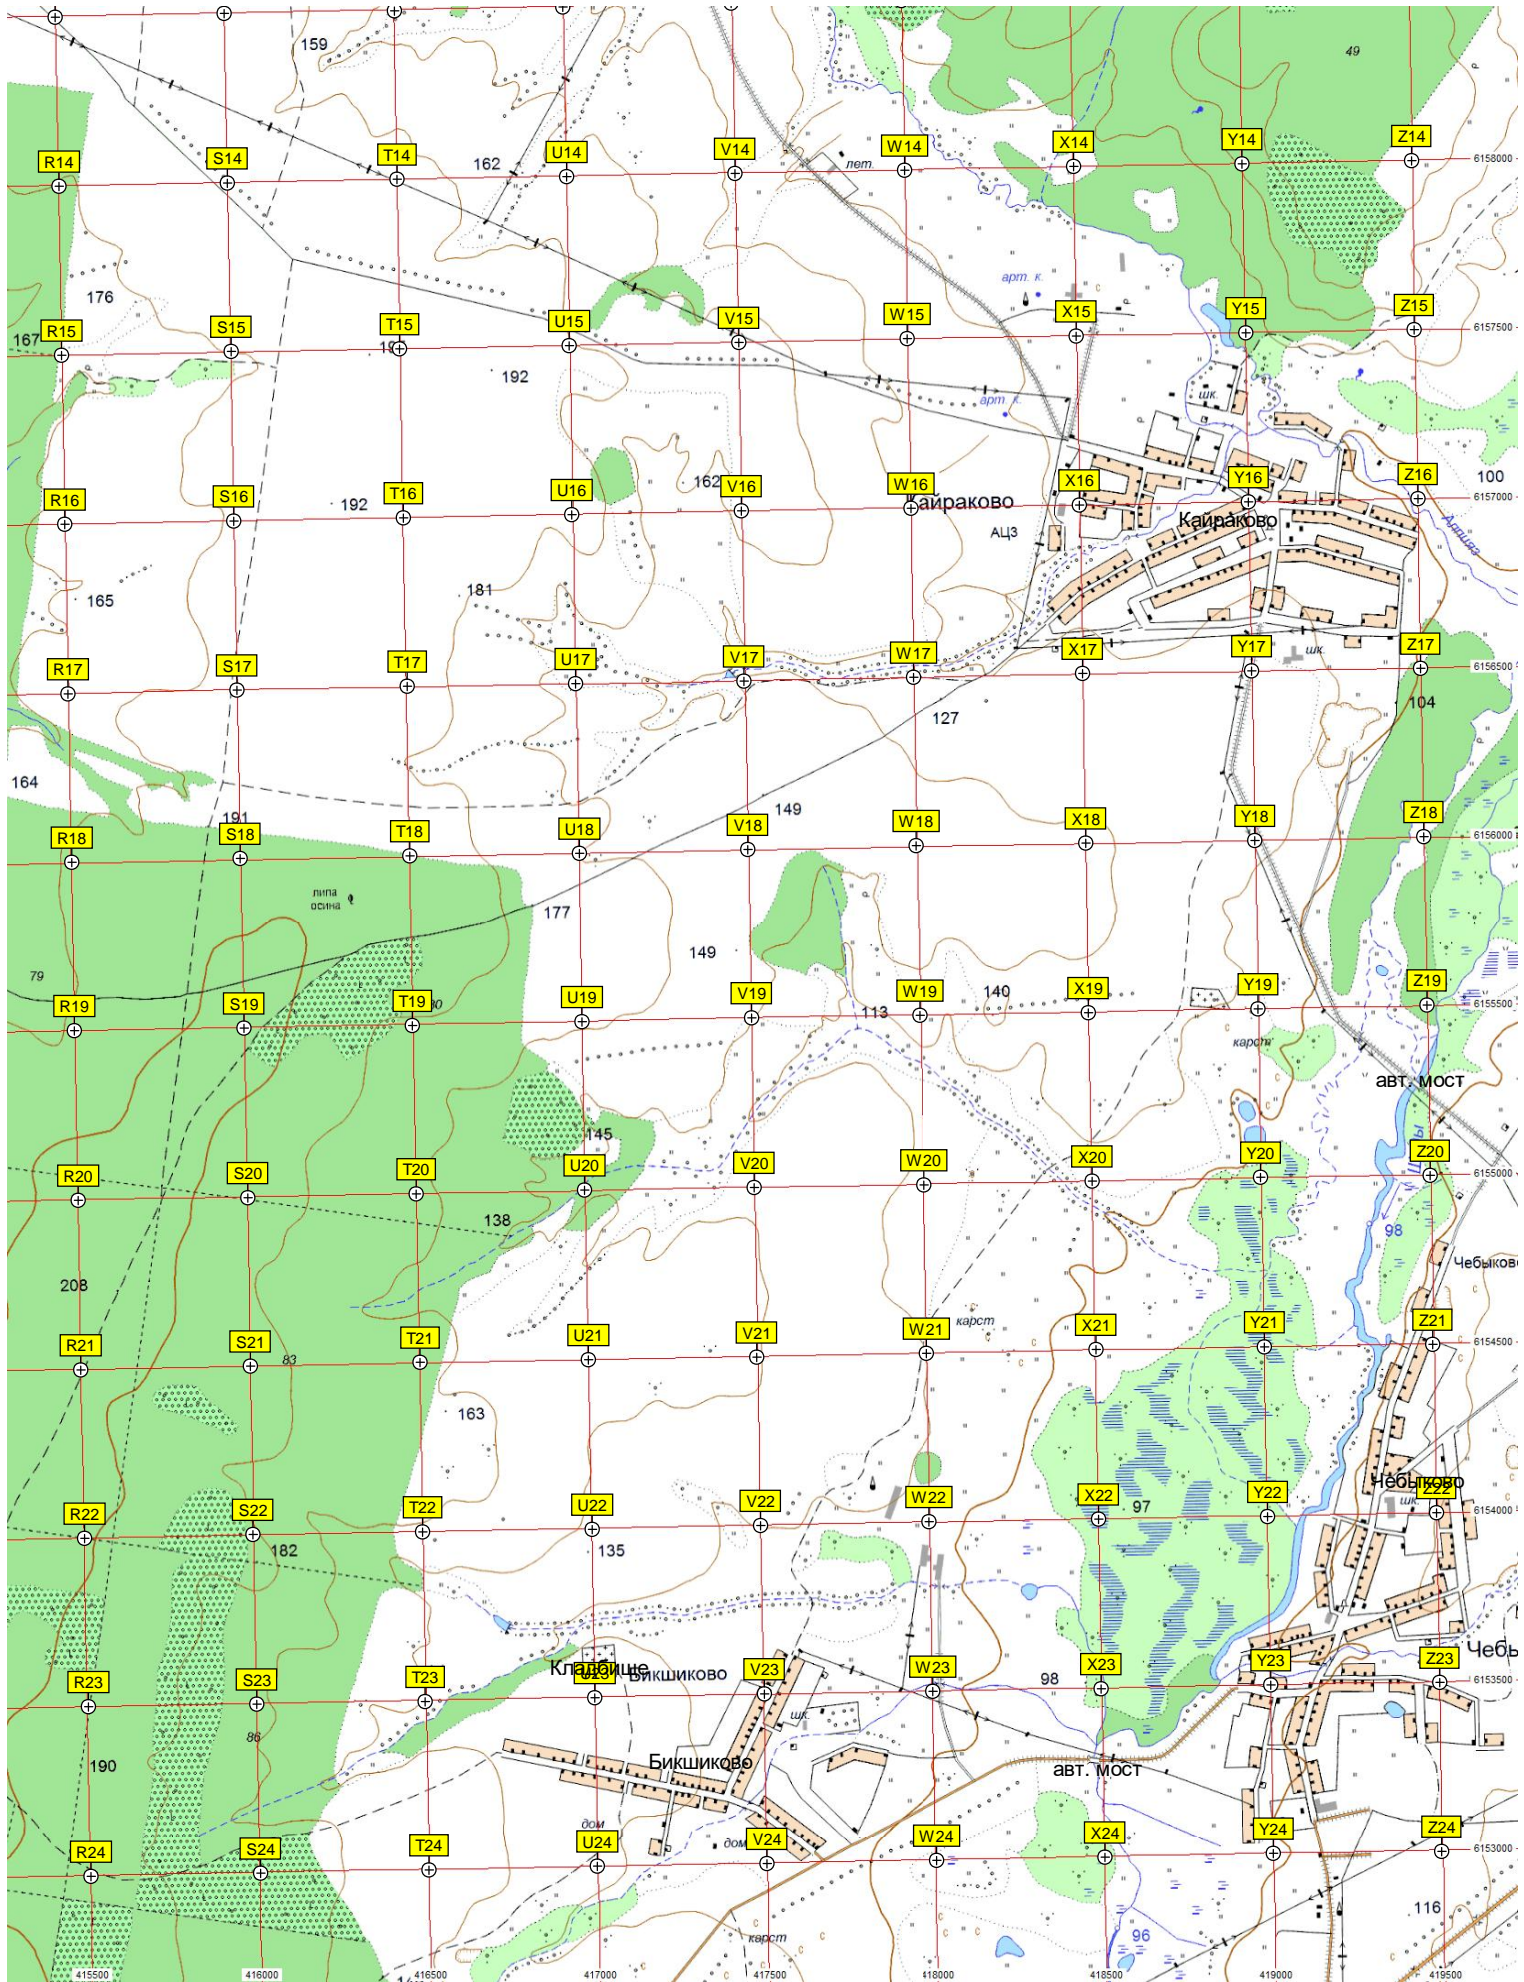 159
49
R14
S14
T14
162
U14
V14
W14
лет.
X14
Y14
Z14
6158000
176
арт. к.
с
167
R15
S15
T15
U15
V15
W15
X15
Y15
Z15
6157500
192
арт. к.
шк.
R16
S16
192
T16
U16
162
V16
W16
Кайраково
X16
Y16
Кайраково
Z16
100
6157000
АЦЗ
Алпияз
165
181
R17
S17
T17
U17
V17
W17
X17
Y17
шк.
Z17
6156500
127
104
164
191
149
R18
S18
T18
U18
V18
W18
X18
Y18
Z18
6156000
липа
осина
177
149
79
R19
S19
T19
U19
V19
W19
140
X19
Y19
Z19
6155500
113
карст
авт. мост
145
R20
S20
T20
U20
V20
W20
X20
Y20
Z20
6155000
138
98
208
Чебыково
R21
S21
T21
U21
V21
W21
карст
X21
Y21
Z21
6154500
83
163
Чебыково
R22
S22
T22
U22
V22
W22
X22
97
Y22
Z22
шк.
6154000
182
135
Кладбище
Бикшиково
R23
S23
T23
U23
V23
W23
98
X23
Y23
Z23
Чебы
6153500
шк.
86
190
Бикшиково
авт. мост
дом
дом
R24
S24
T24
U24
V24
W24
X24
Y24
Z24
6153000
116
карст
96
415500
416000
416500
417000
417500
418000
418500
419000
419500